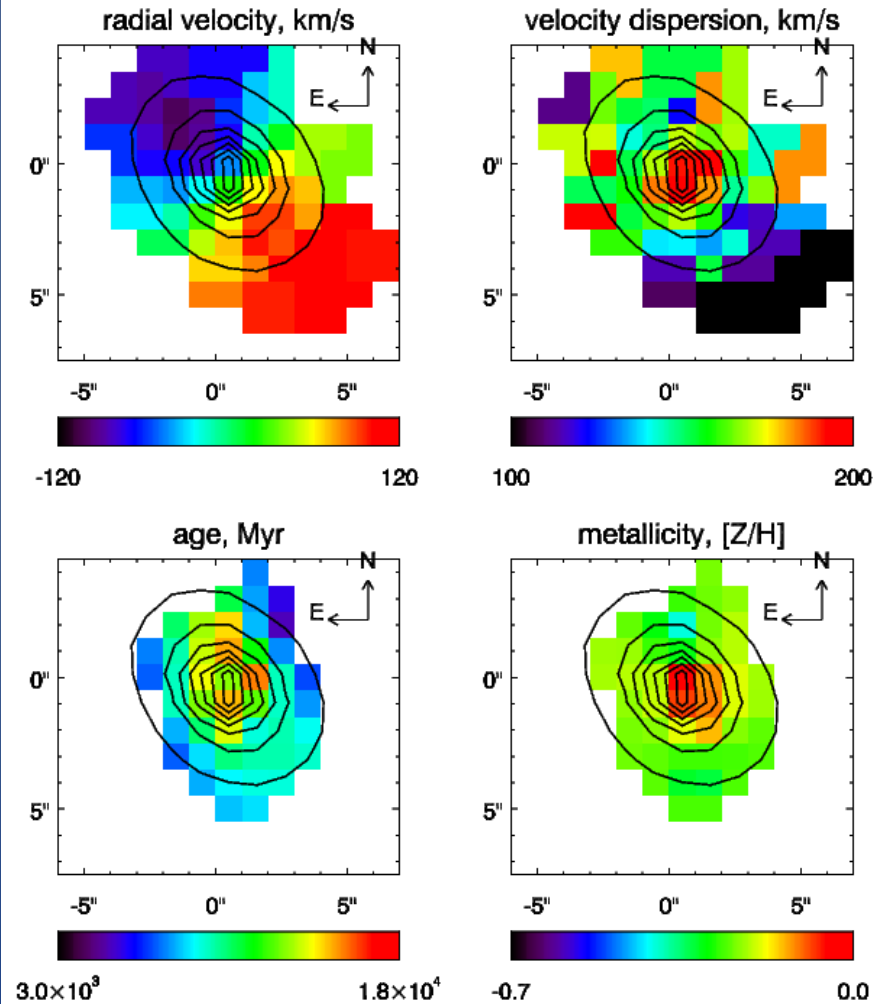 radial velocity, km/s
velocity dispersion, km/s
N
N
E
E
0"
0"
5"
5"
-5" 0" 5"
-5" 0" 5"
-120 120
100 200
age, Myr
metallicity, [Z/H]
N
N
E
E
0"
0"
5"
5"
-5" 0" 5"
-5" 0" 5"
3.0×10³ 1.8×10⁴
-0.7 0.0